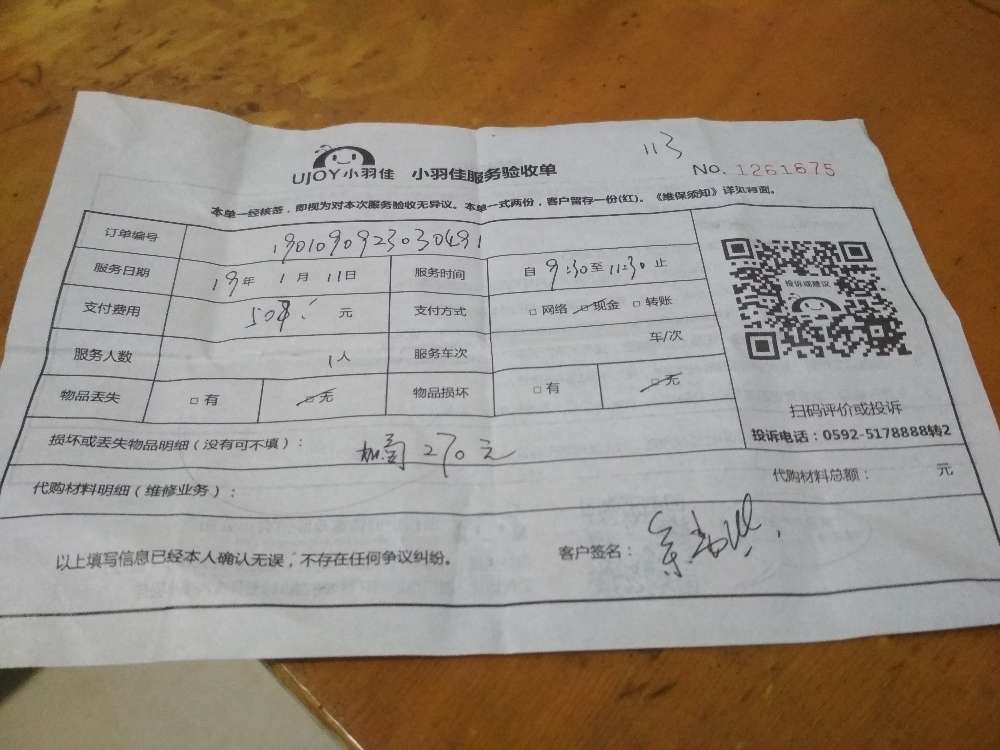 113
UJOY小羽佳 小羽佳服务验收单 NO. 1261675
本单一经核签，即视为对本次服务验收无异议。本单一式两份，客户留存一份(红)。《维保须知》详见背面。
订单编号 1901090923030491
服务日期 19年 1月 11日 服务时间 自 9:30至 11:30 止
支付费用 元 支付方式 □ 网络 □ 现金 □ 转账
服务人数 1人 服务车次 车/次
物品丢失 □ 有 □ 无 物品损坏 □ 有 □ 无
投诉或建议
扫码评价或投诉
投诉电话：0592-5178888转2
损坏或丢失物品明细（没有可不填）： 270元
代购材料明细（维修业务）： 代购材料总额： 元
以上填写信息已经本人确认无误，不存在任何争议纠纷。 客户签名：